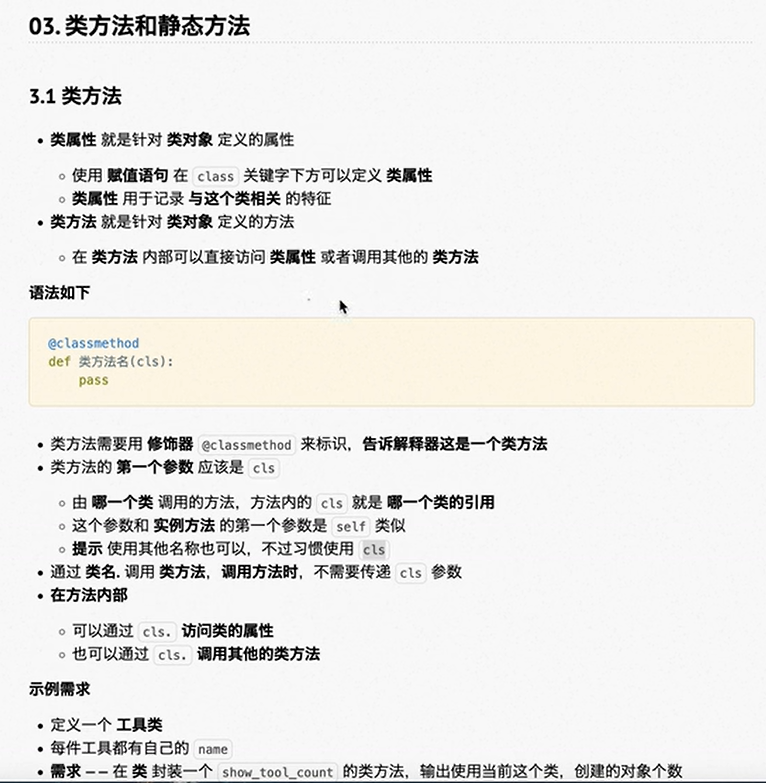 03. 类方法和静态方法
3.1 类方法
类属性 就是针对 类对象 定义的属性
使用 赋值语句 在 class 关键字下方可以定义 类属性
类属性 用于记录 与这个类相关 的特征
类方法 就是针对 类对象 定义的方法
在 类方法 内部可以直接访问 类属性 或者调用其他的 类方法
语法如下
@classmethod
def 类方法名(cls):
    pass
类方法需要用 修饰器 @classmethod 来标识，告诉解释器这是一个类方法
类方法的 第一个参数 应该是 cls
由 哪一个类 调用的方法，方法内的 cls 就是 哪一个类的引用
这个参数和 实例方法 的第一个参数是 self 类似
提示 使用其他名称也可以，不过习惯使用 cls
通过 类名. 调用 类方法，调用方法时，不需要传递 cls 参数
在方法内部
可以通过 cls. 访问类的属性
也可以通过 cls. 调用其他的类方法
示例需求
定义一个 工具类
每件工具都有自己的 name
需求 —— 在 类 封装一个 show_tool_count 的类方法，输出使用当前这个类，创建的对象个数